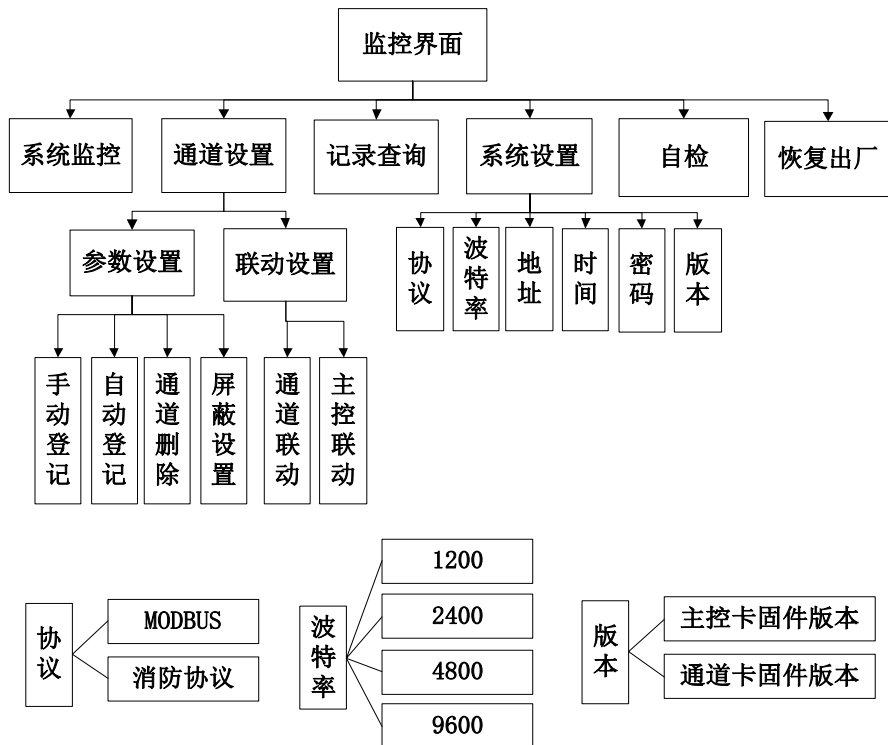 监控界面
系统监控
通道设置
记录查询
系统设置
自检
恢复出厂
参数设置
联动设置
协议
波特率
地址
时间
密码
版本
手动登记
自动登记
通道删除
屏蔽设置
通道联动
主控联动
协议
MODBUS
消防协议
波特率
1200
2400
4800
9600
版本
主控卡固件版本
通道卡固件版本